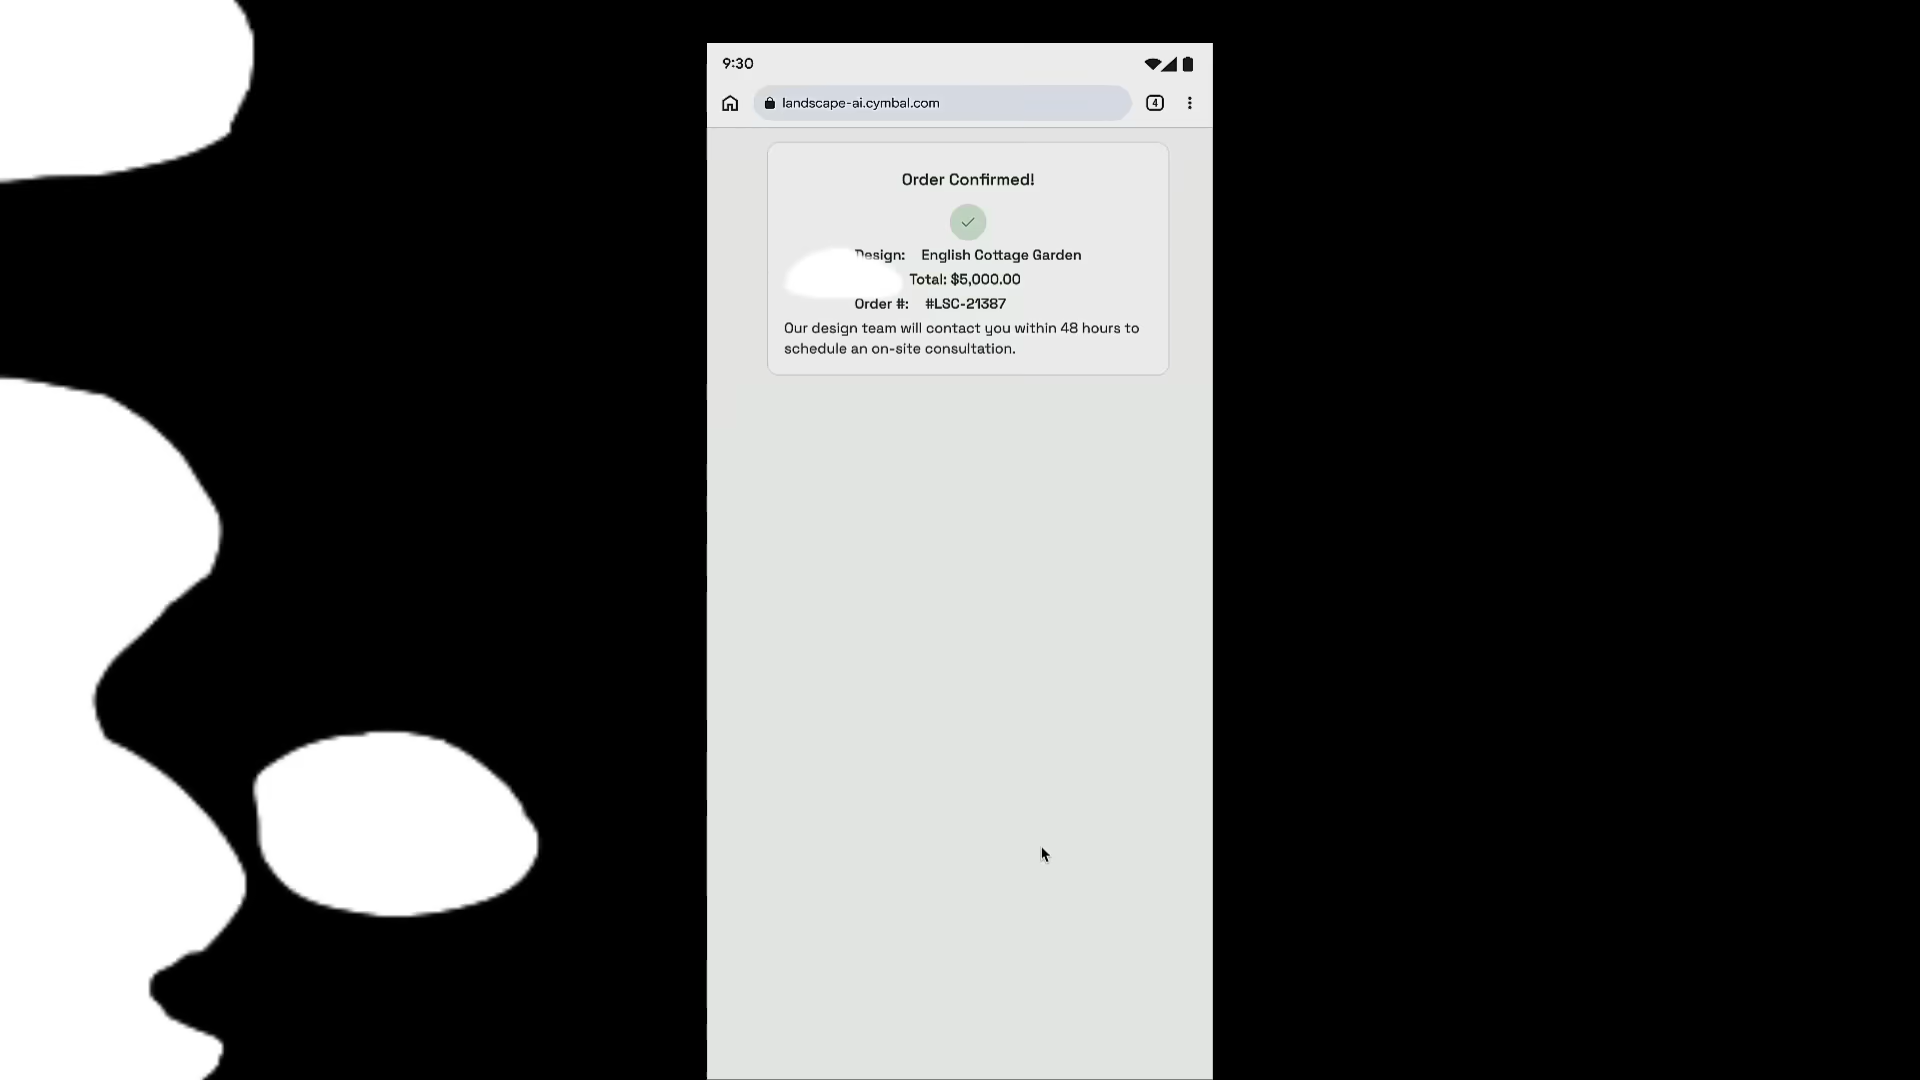 9:30
landscape-ai.cymbal.com
4
Order Confirmed!
Design: English Cottage Garden
Total: $5,000.00
Order #: #LSC-21387
Our design team will contact you within 48 hours to
schedule an on-site consultation.